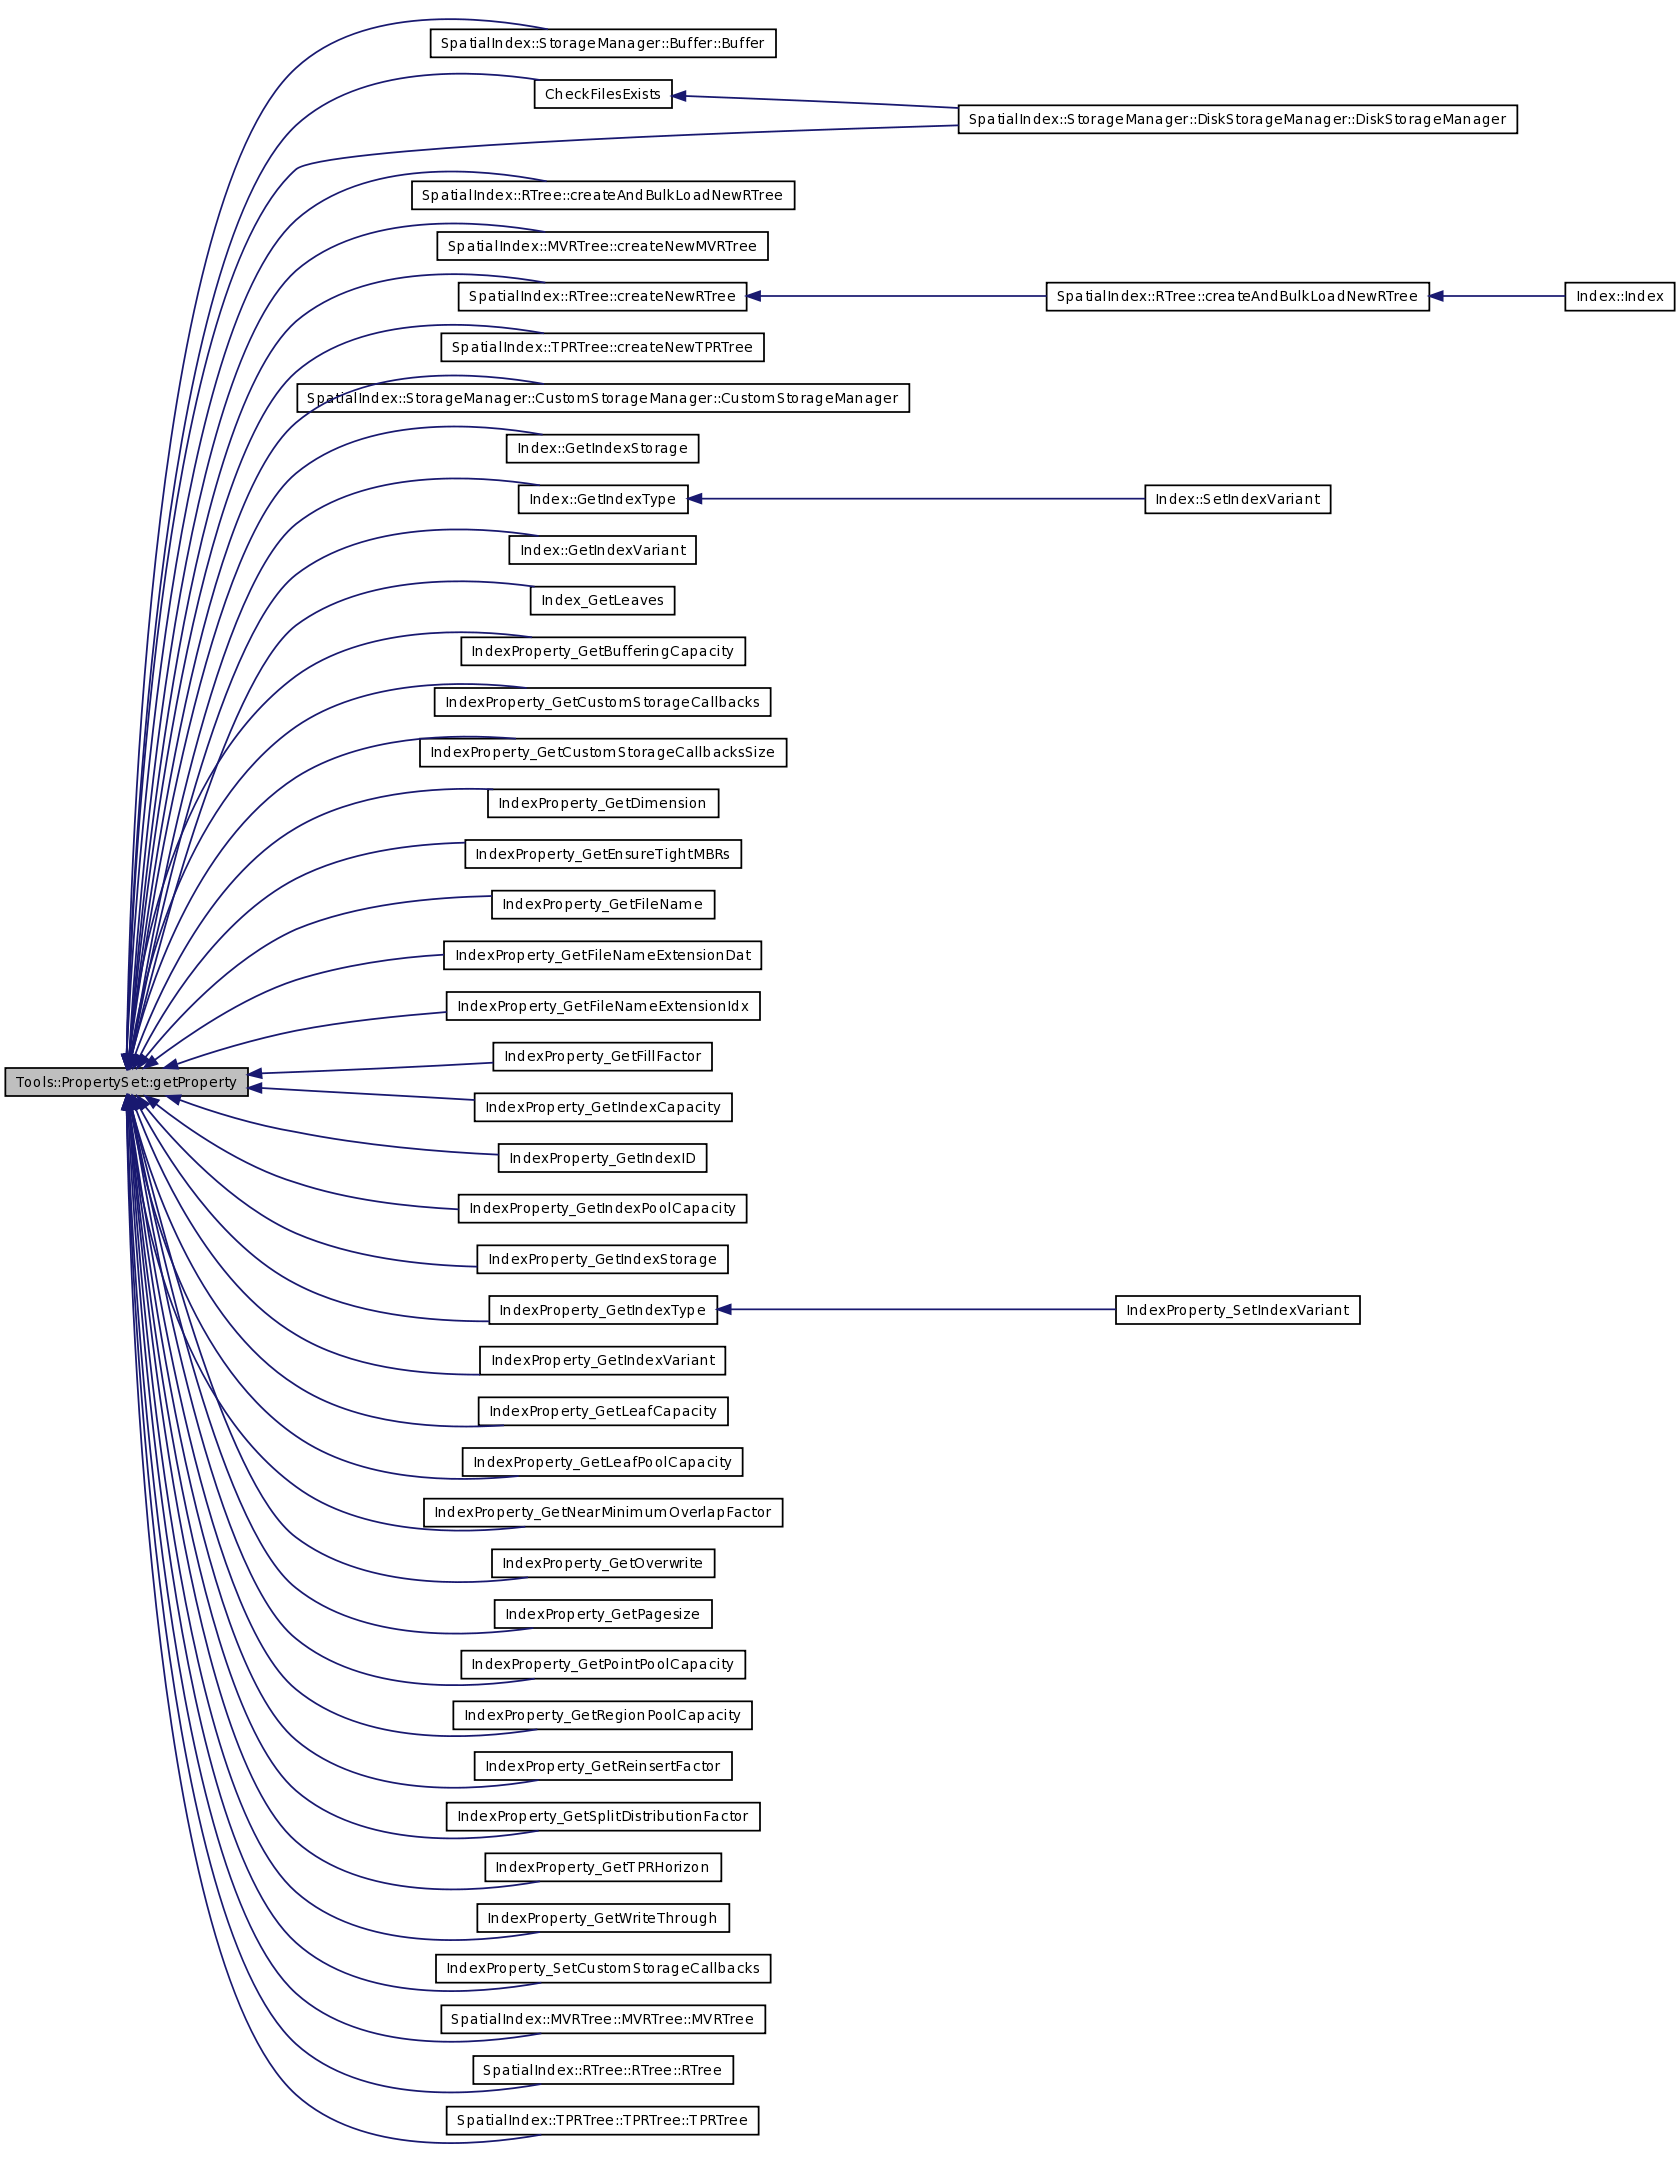 SpatialIndex::StorageManager::Buffer::Buffer
CheckFilesExists
SpatialIndex::StorageManager::DiskStorageManager::DiskStorageManager
SpatialIndex::RTree::createAndBulkLoadNewRTree
SpatialIndex::MVRTree::createNewMVRTree
SpatialIndex::RTree::createNewRTree
SpatialIndex::RTree::createAndBulkLoadNewRTree
Index::Index
SpatialIndex::TPRTree::createNewTPRTree
SpatialIndex::StorageManager::CustomStorageManager::CustomStorageManager
Index::GetIndexStorage
Index::GetIndexType
Index::SetIndexVariant
Index::GetIndexVariant
Index_GetLeaves
IndexProperty_GetBufferingCapacity
IndexProperty_GetCustomStorageCallbacks
IndexProperty_GetCustomStorageCallbacksSize
IndexProperty_GetDimension
IndexProperty_GetEnsureTightMBRs
IndexProperty_GetFileName
IndexProperty_GetFileNameExtensionDat
IndexProperty_GetFileNameExtensionIdx
IndexProperty_GetFillFactor
Tools::PropertySet::getProperty
IndexProperty_GetIndexCapacity
IndexProperty_GetIndexID
IndexProperty_GetIndexPoolCapacity
IndexProperty_GetIndexStorage
IndexProperty_GetIndexType
IndexProperty_SetIndexVariant
IndexProperty_GetIndexVariant
IndexProperty_GetLeafCapacity
IndexProperty_GetLeafPoolCapacity
IndexProperty_GetNearMinimumOverlapFactor
IndexProperty_GetOverwrite
IndexProperty_GetPagesize
IndexProperty_GetPointPoolCapacity
IndexProperty_GetRegionPoolCapacity
IndexProperty_GetReinsertFactor
IndexProperty_GetSplitDistributionFactor
IndexProperty_GetTPRHorizon
IndexProperty_GetWriteThrough
IndexProperty_SetCustomStorageCallbacks
SpatialIndex::MVRTree::MVRTree::MVRTree
SpatialIndex::RTree::RTree::RTree
SpatialIndex::TPRTree::TPRTree::TPRTree